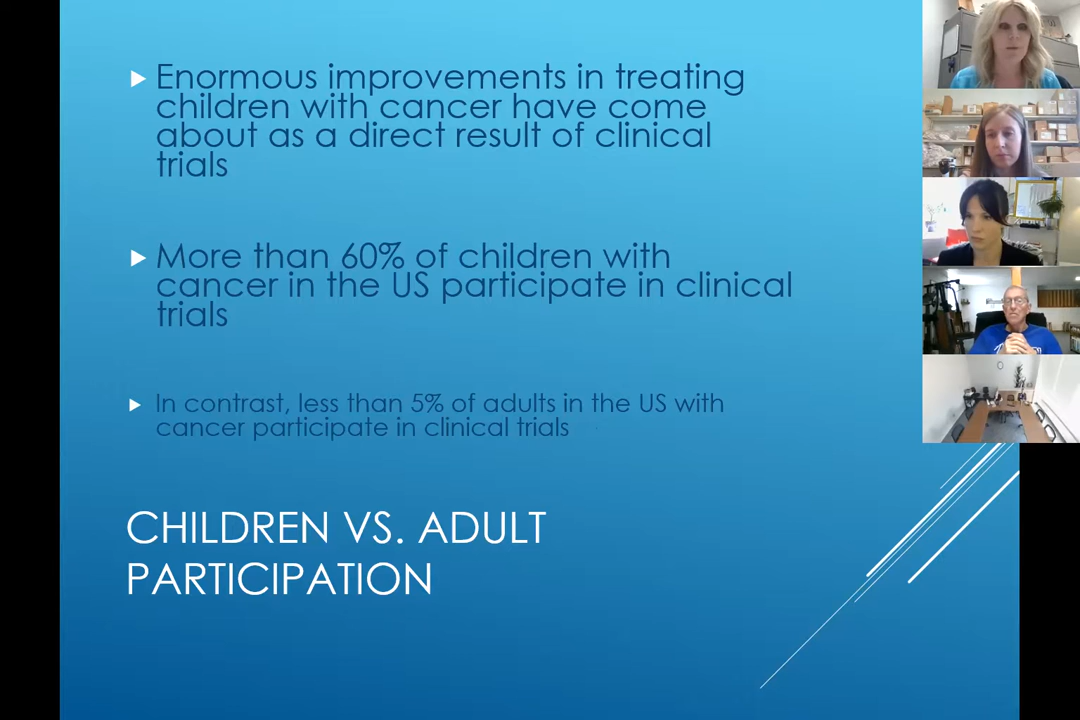 Enormous improvements in treating
children with cancer have come
about as a direct result of clinical
trials
More than 60% of children with
cancer in the US participate in clinical
trials
In contrast, less than 5% of adults in the US with
cancer participate in clinical trials
CHILDREN VS. ADULT
PARTICIPATION